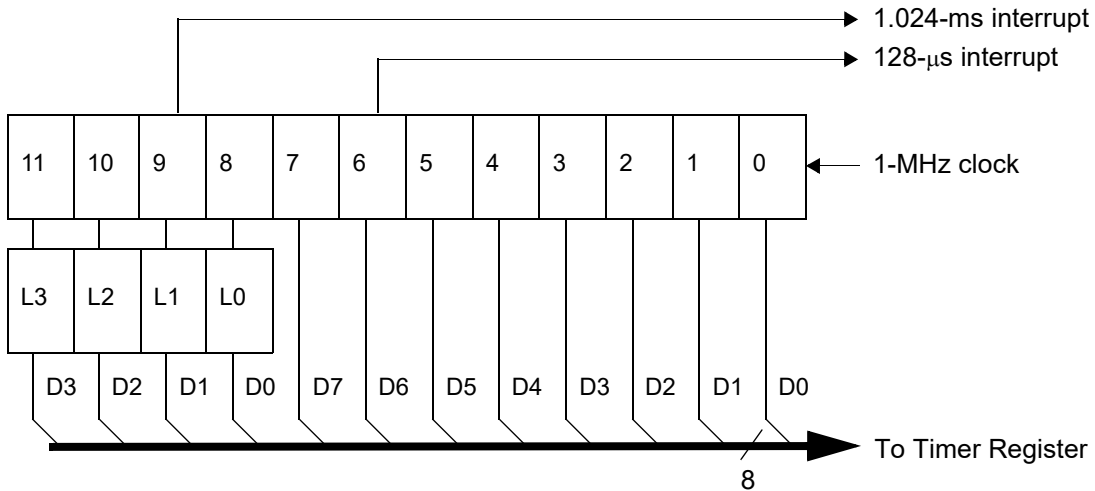 1.024-ms interrupt
128-μs interrupt
11 10 9 8 7 6 5 4 3 2 1 0
1-MHz clock
L3 L2 L1 L0
D3 D2 D1 D0 D7 D6 D5 D4 D3 D2 D1 D0
To Timer Register
8